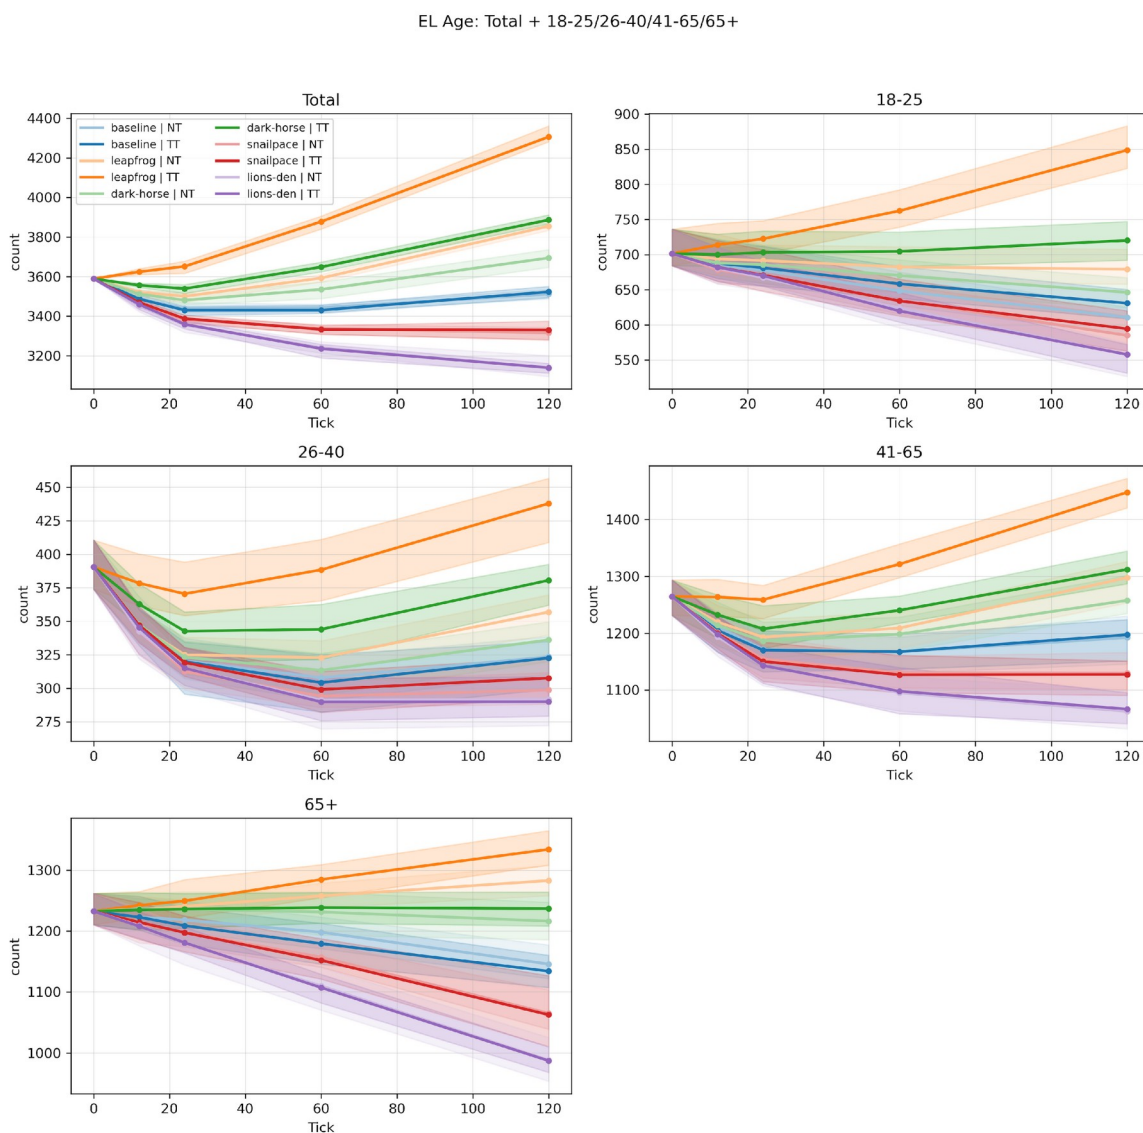 EL Age: Total + 18-25/26-40/41-65/65+
Total
4400
4200
4000
3800
3600
3400
3200
count
baseline | NT
baseline | TT
leapfrog | NT
leapfrog | TT
dark-horse | NT
dark-horse | TT
snailpace | NT
snailpace | TT
lions-den | NT
lions-den | TT
0 20 40 60 80 100 120
Tick
18-25
900
850
800
750
700
650
600
550
count
0 20 40 60 80 100 120
Tick
26-40
450
425
400
375
350
325
300
275
count
0 20 40 60 80 100 120
Tick
41-65
1400
1300
1200
1100
count
0 20 40 60 80 100 120
Tick
65+
1300
1200
1100
1000
count
0 20 40 60 80 100 120
Tick